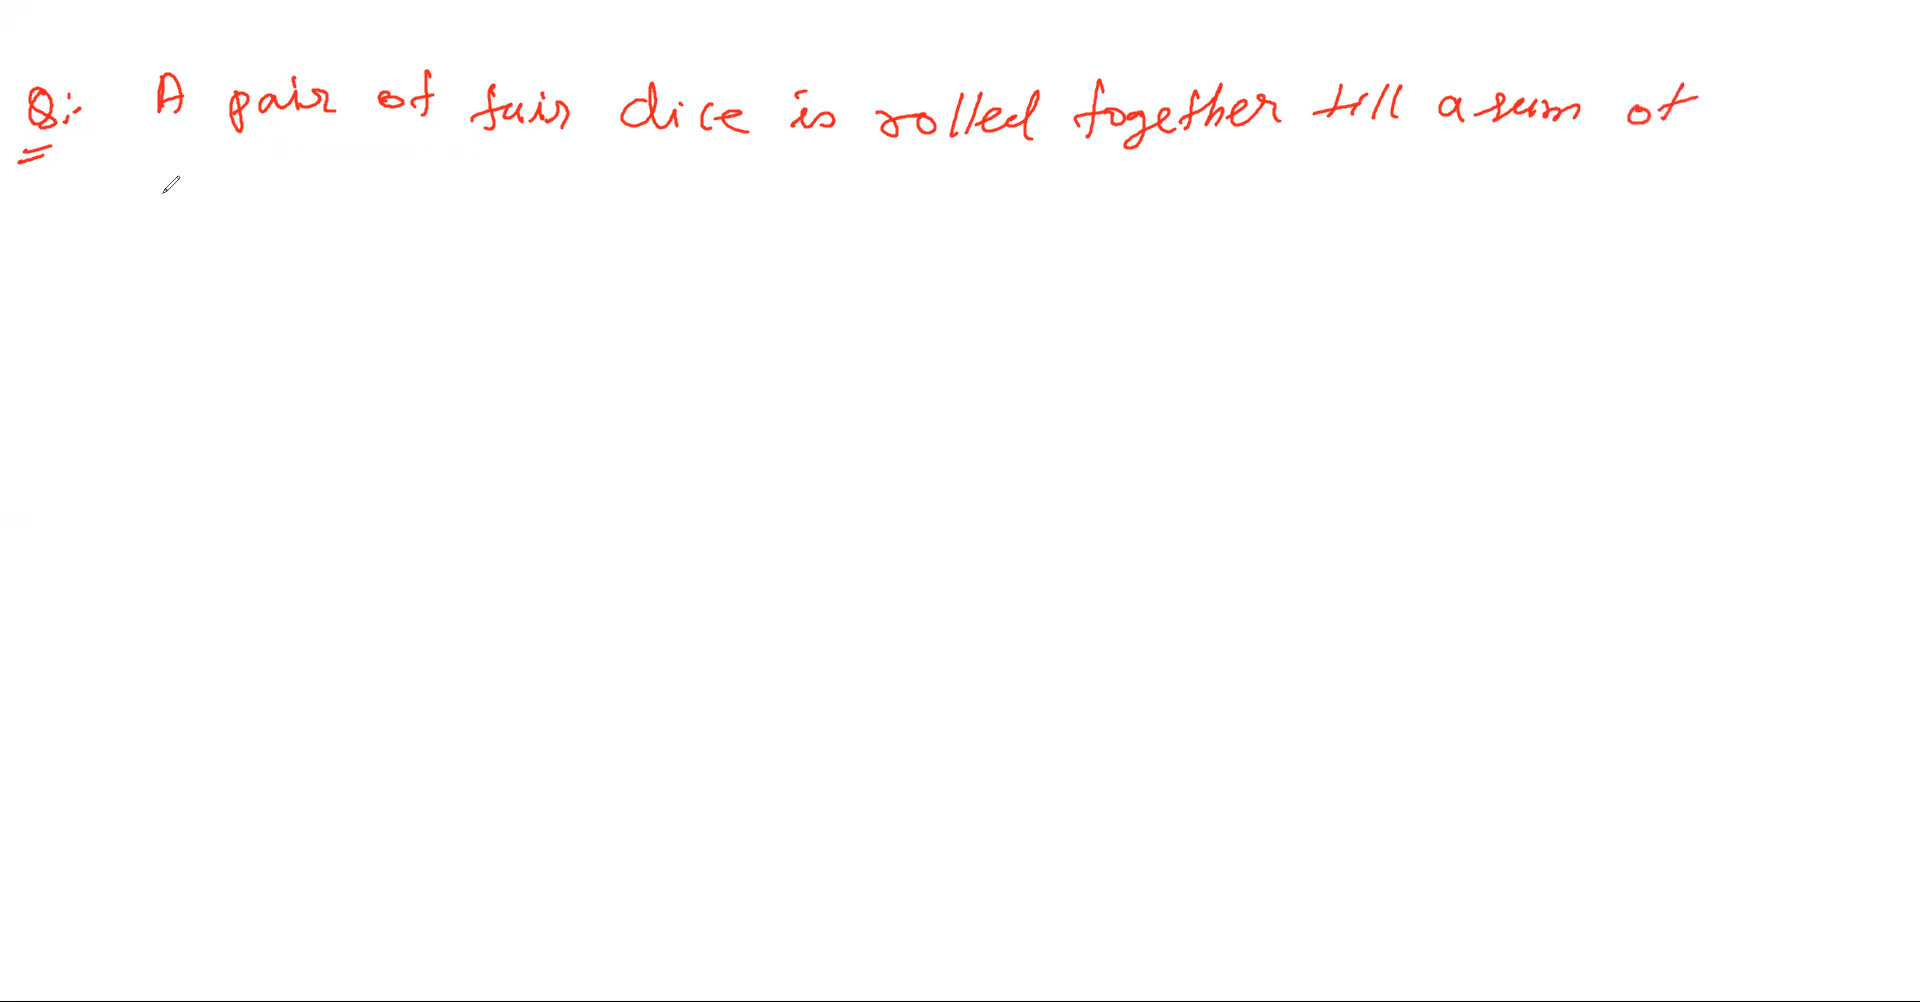 Q:- A pair of fair dice is rolled together till a sum of